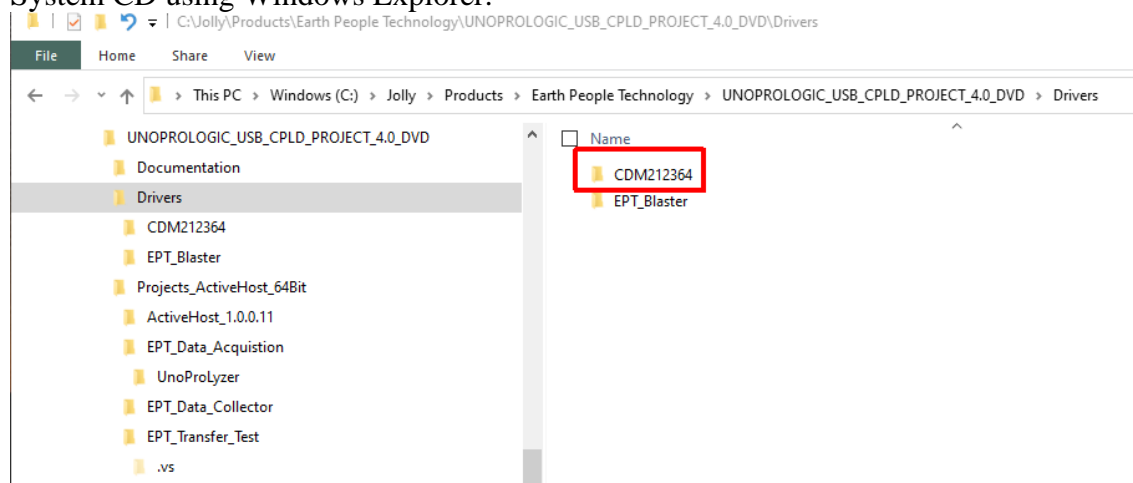 System CD using Windows Explorer.
C:\Jolly\Products\Earth People Technology\UNOPROLOGIC_USB_CPLD_PROJECT_4.0_DVD\Drivers
File Home Share View
This PC > Windows (C:) > Jolly > Products > Earth People Technology > UNOPROLOGIC_USB_CPLD_PROJECT_4.0_DVD > Drivers
UNOPROLOGIC_USB_CPLD_PROJECT_4.0_DVD
Documentation
Drivers
CDM212364
EPT_Blaster
Projects_ActiveHost_64Bit
ActiveHost_1.0.0.11
EPT_Data_Acquistion
UnoProLyzer
EPT_Data_Collector
EPT_Transfer_Test
.vs
Name
CDM212364
EPT_Blaster